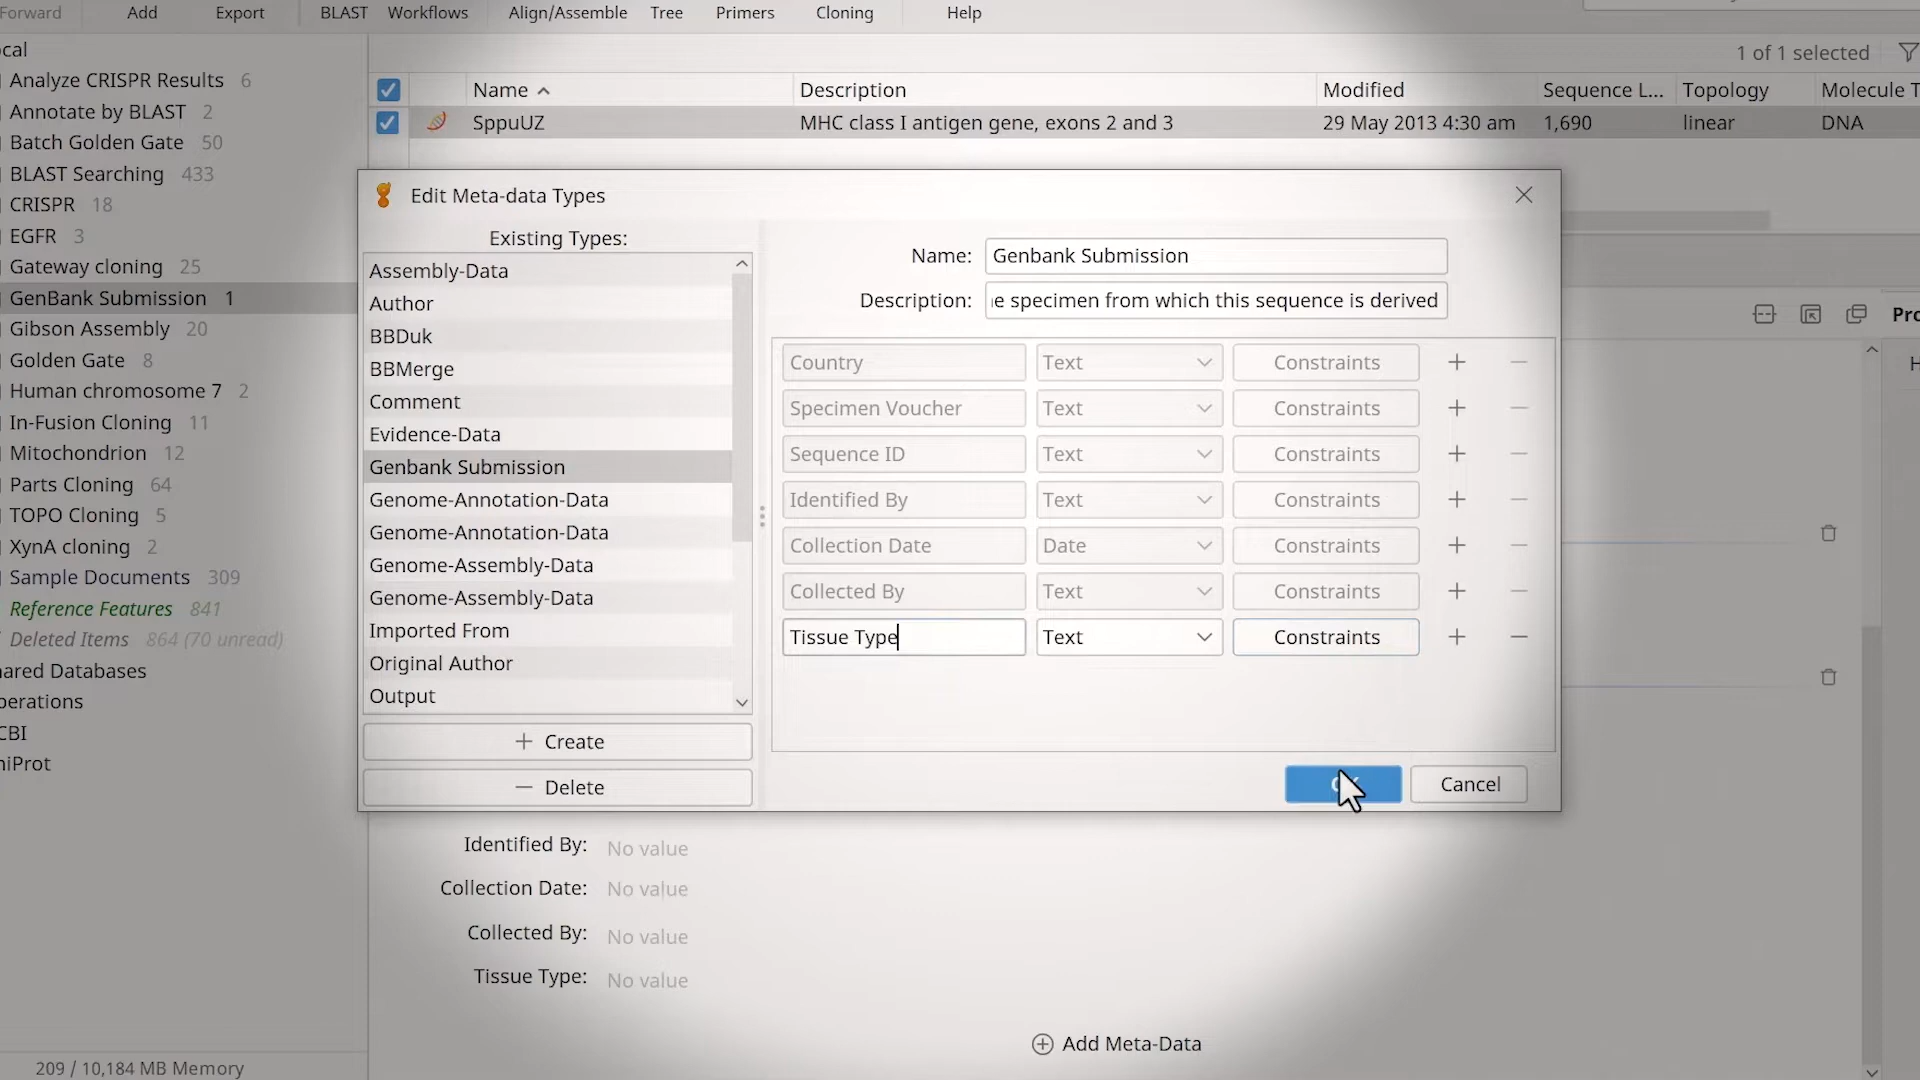 Forward Add Export BLAST Workflows Align/Assemble Tree Primers Cloning Help
ocal
Analyze CRISPR Results 6
Annotate by BLAST 2
Batch Golden Gate 50
BLAST Searching 433
CRISPR 18
EGFR 3
Gateway cloning 25
GenBank Submission 1
Gibson Assembly 20
Golden Gate 8
Human chromosome 7 2
In-Fusion Cloning 11
Mitochondrion 12
Parts Cloning 64
TOPO Cloning 5
XynA cloning 2
Sample Documents 309
Reference Features 841
Deleted Items 864 (70 unread)
ared Databases
perations
CBI
niProt
209 / 10,184 MB Memory
1 of 1 selected
Name Description Modified Sequence L... Topology Molecule T
SppuUZ MHC class I antigen gene, exons 2 and 3 29 May 2013 4:30 am 1,690 linear DNA
Edit Meta-data Types
Existing Types:
Assembly-Data
Author
BBDuk
BBMerge
Comment
Evidence-Data
Genbank Submission
Genome-Annotation-Data
Genome-Annotation-Data
Genome-Assembly-Data
Genome-Assembly-Data
Imported From
Original Author
Output
+ Create
− Delete
Name: Genbank Submission
Description: e specimen from which this sequence is derived
Country Text Constraints + −
Specimen Voucher Text Constraints + −
Sequence ID Text Constraints + −
Identified By Text Constraints + −
Collection Date Date Constraints + −
Collected By Text Constraints + −
Tissue Type Text Constraints + −
Cancel
Pro
H
Identified By: No value
Collection Date: No value
Collected By: No value
Tissue Type: No value
Add Meta-Data